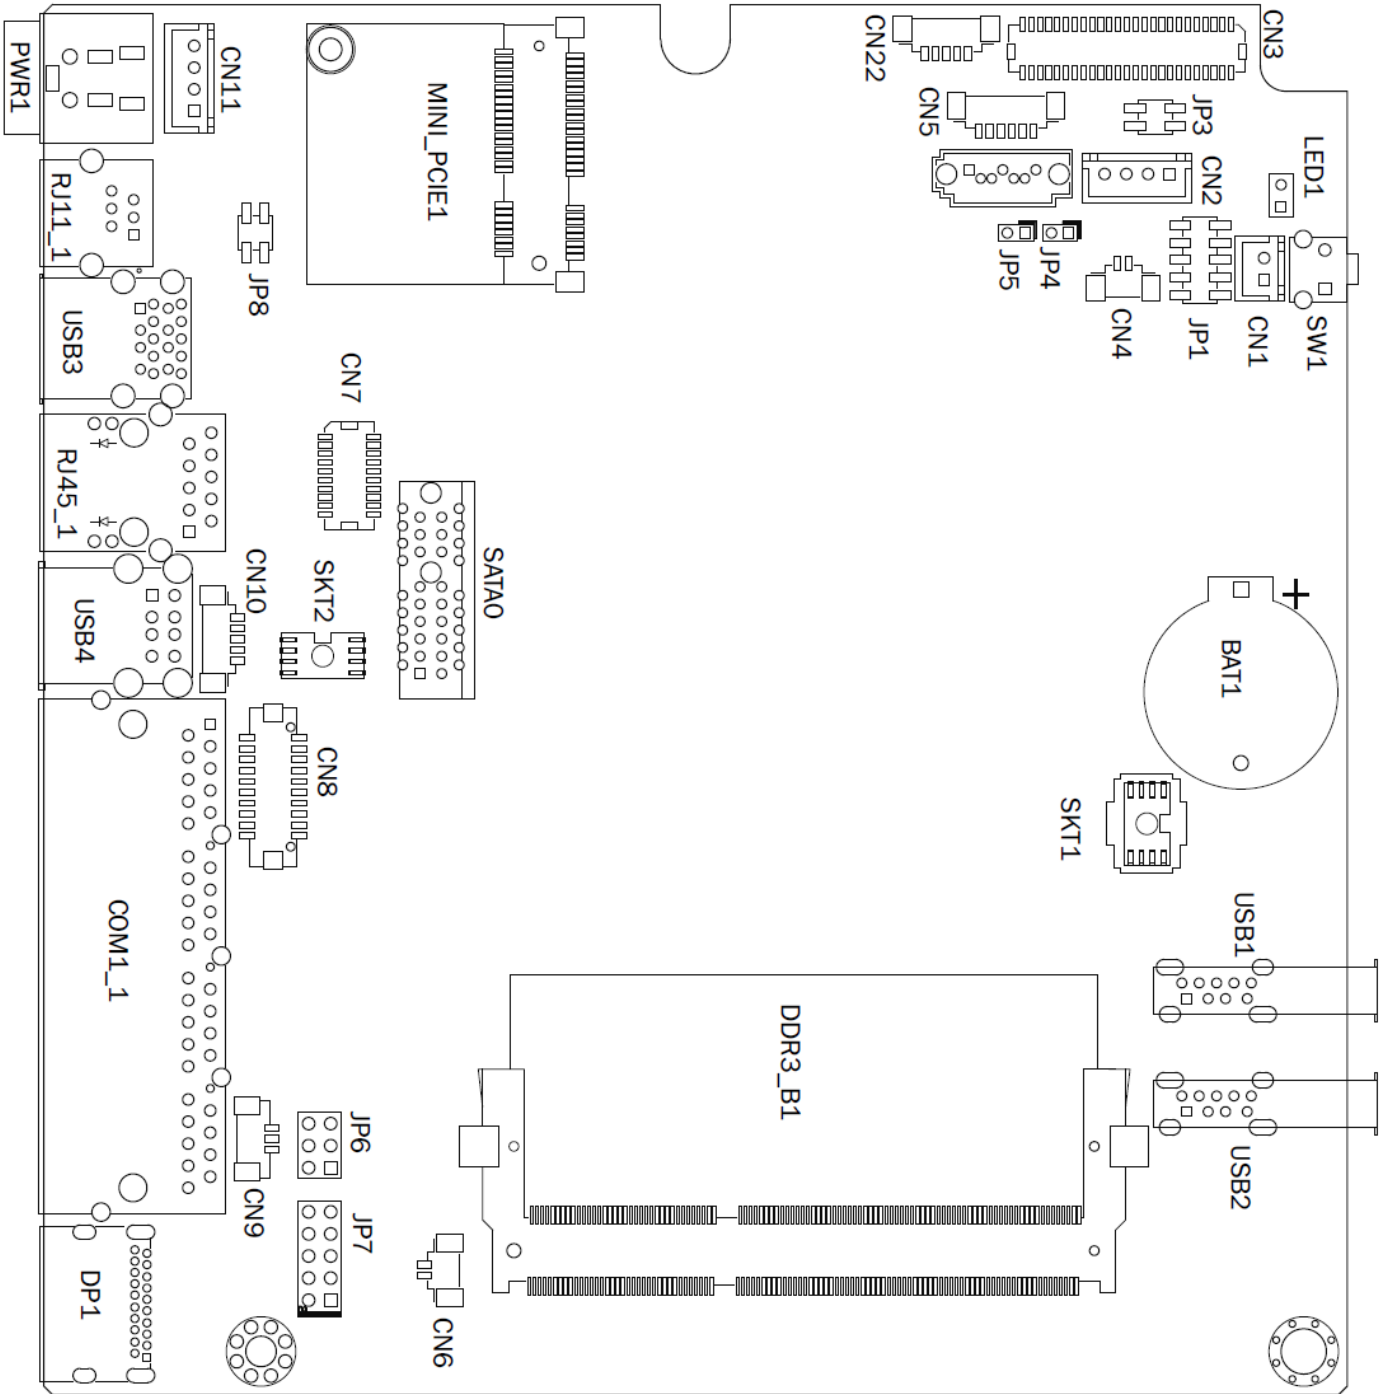 PWR1
CN11
MINI_PCIE1
CN22
CN3
CN5
JP3
LED1
CN2
RJ11_1
JP8
JP5
JP4
CN4
JP1
CN1
SW1
USB3
CN7
RJ45_1
CN10
SKT2
SATA0
USB4
+
BAT1
CN8
SKT1
COM1_1
USB1
DDR3_B1
JP6
USB2
CN9
JP7
DP1
CN6